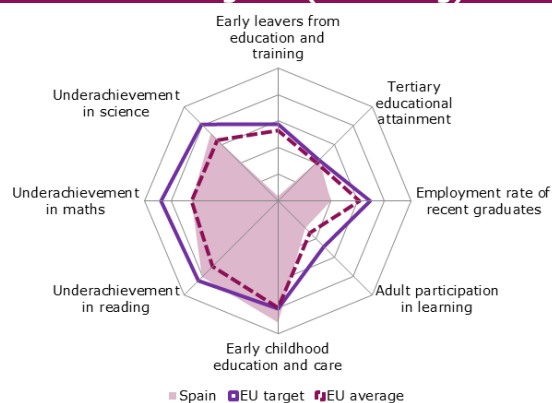 Early leavers from
education and
training
Tertiary
educational
attainment
Employment rate of
recent graduates
Adult participation
in learning
Early childhood
education and care
Underachievement
in reading
Underachievement
in maths
Underachievement
in science
Spain EU target EU average